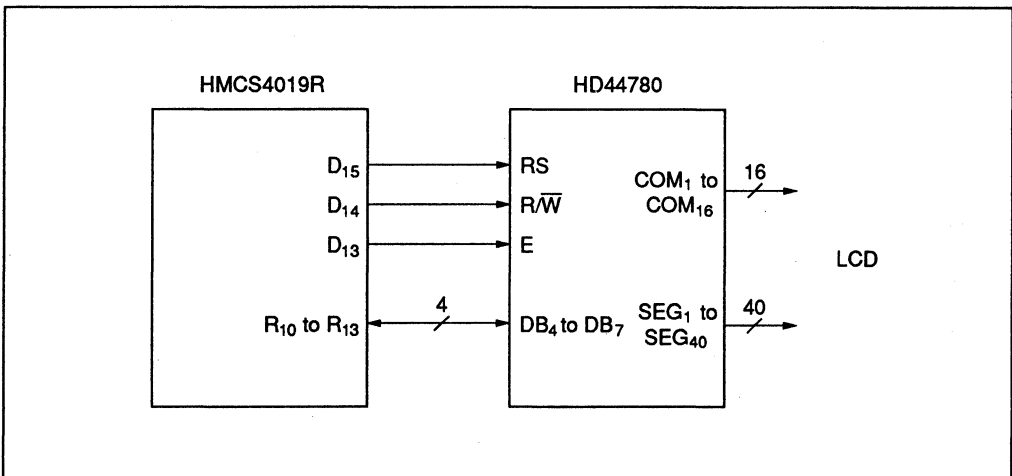 HMCS4019R
HD44780
D15
RS
D14
R/W̅
D13
E
R10 to R13
4
DB4 to DB7
COM1 to
COM16
16
SEG1 to
SEG40
40
LCD